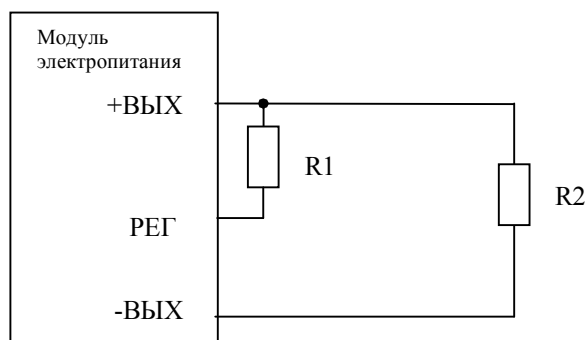 Модуль
электропитания
+ВЫХ
R1
R2
РЕГ
-ВЫХ